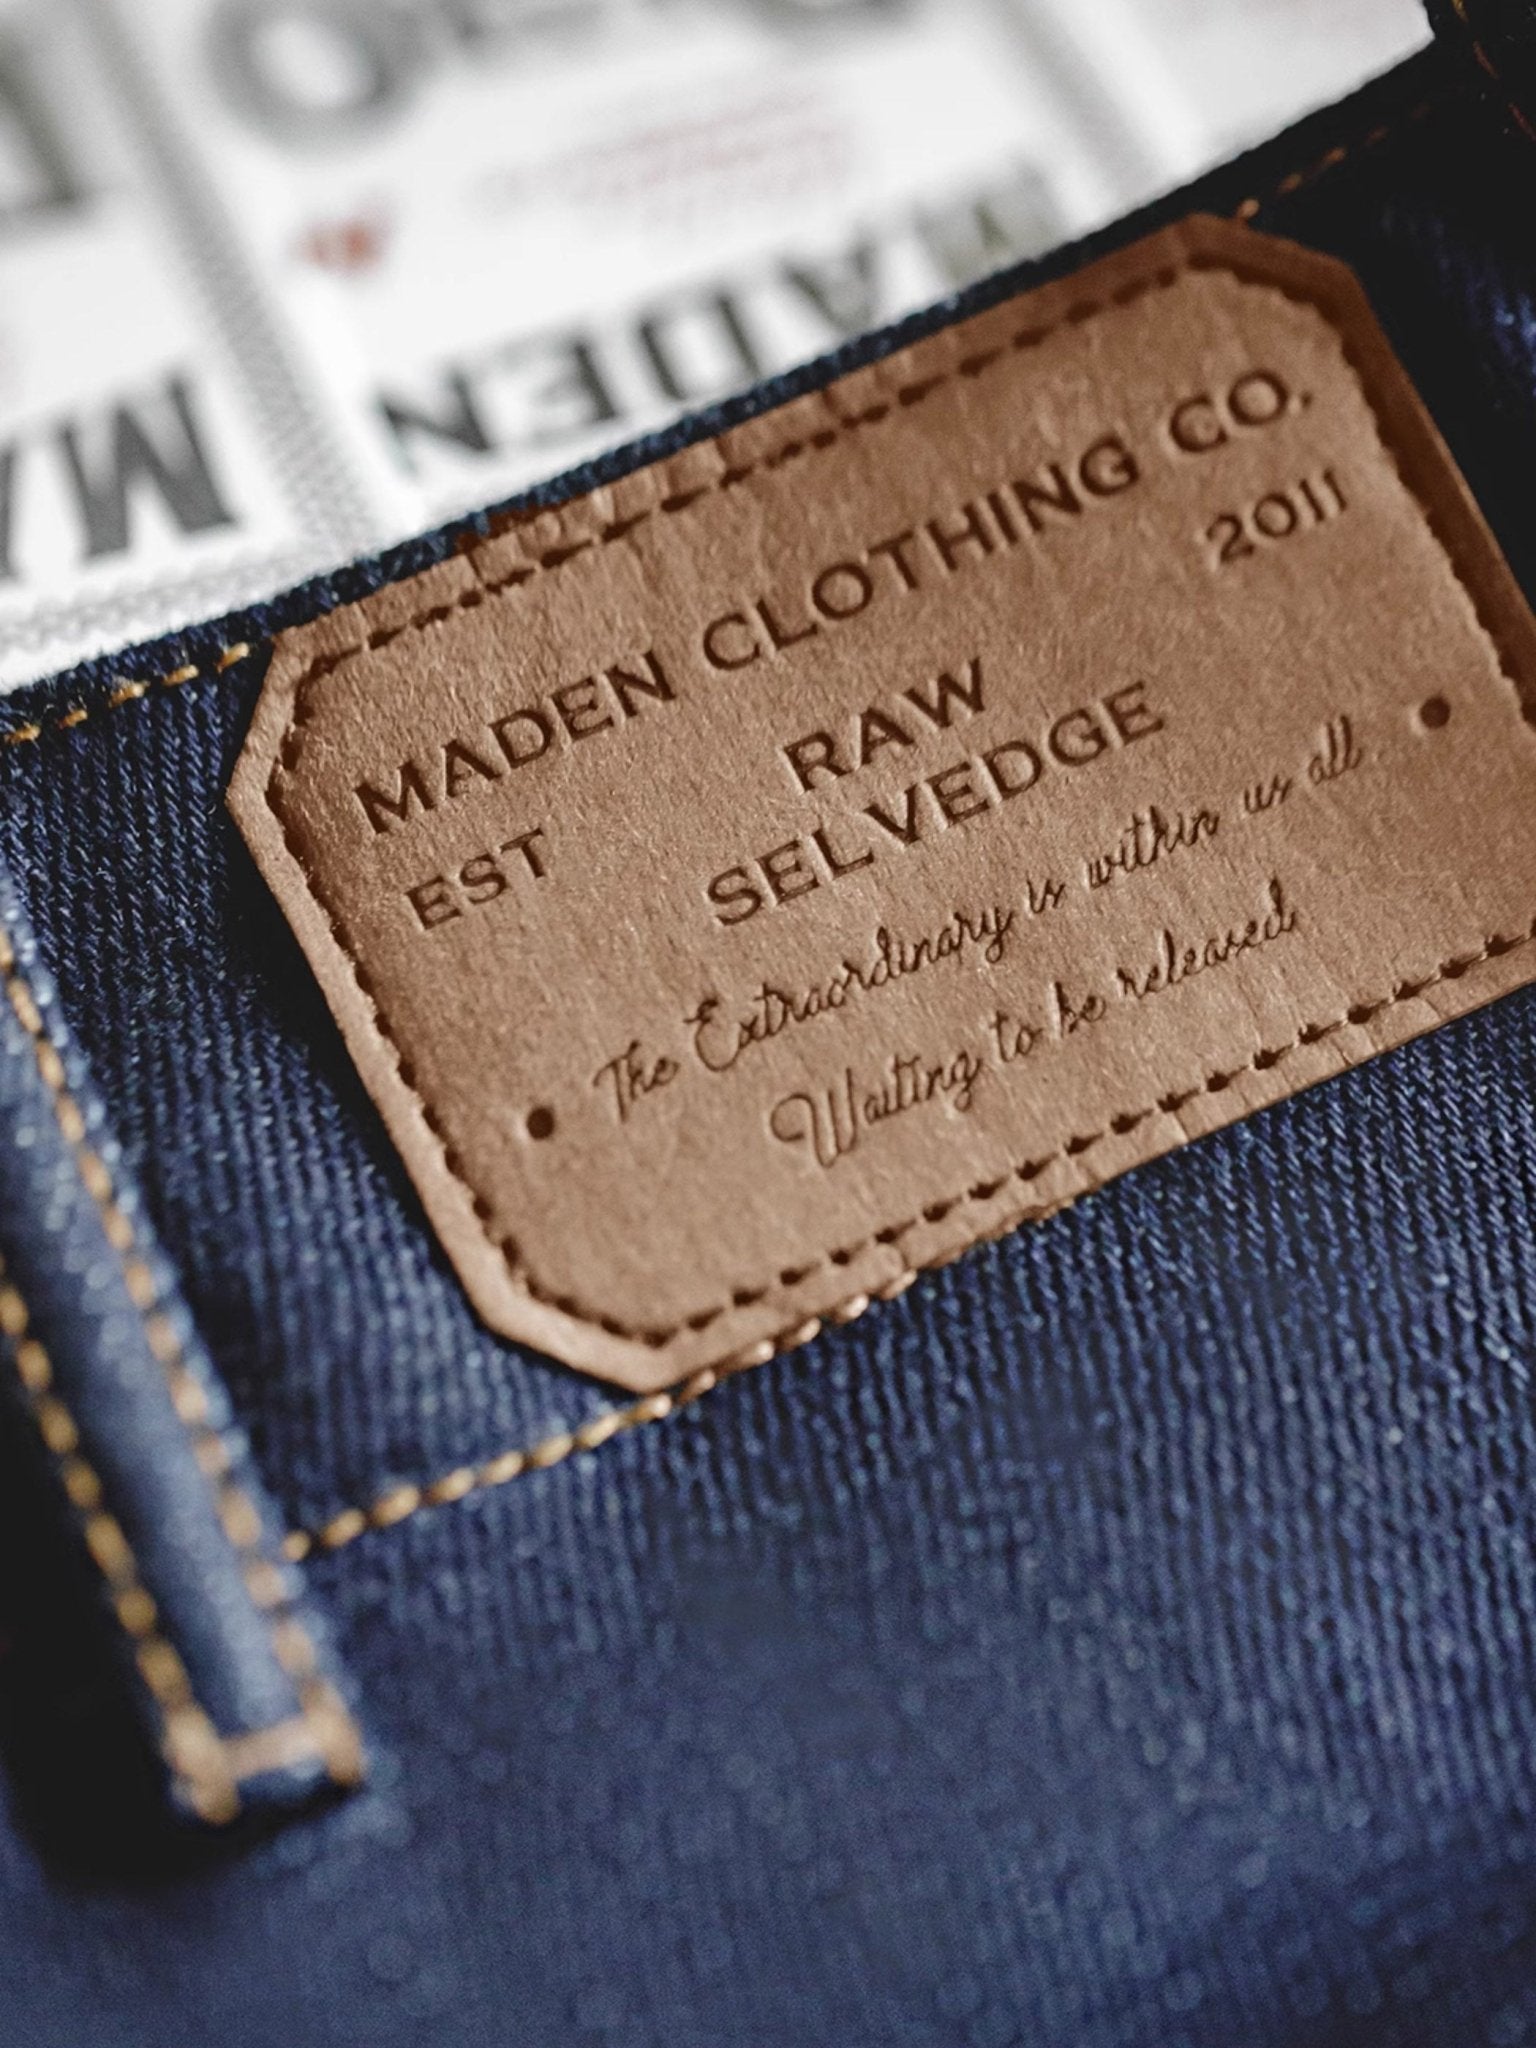 MADEN
MADEN CLOTHING CO.
EST 2011
RAW
SELVEDGE
The Extraordinary is within us all
Waiting to be released